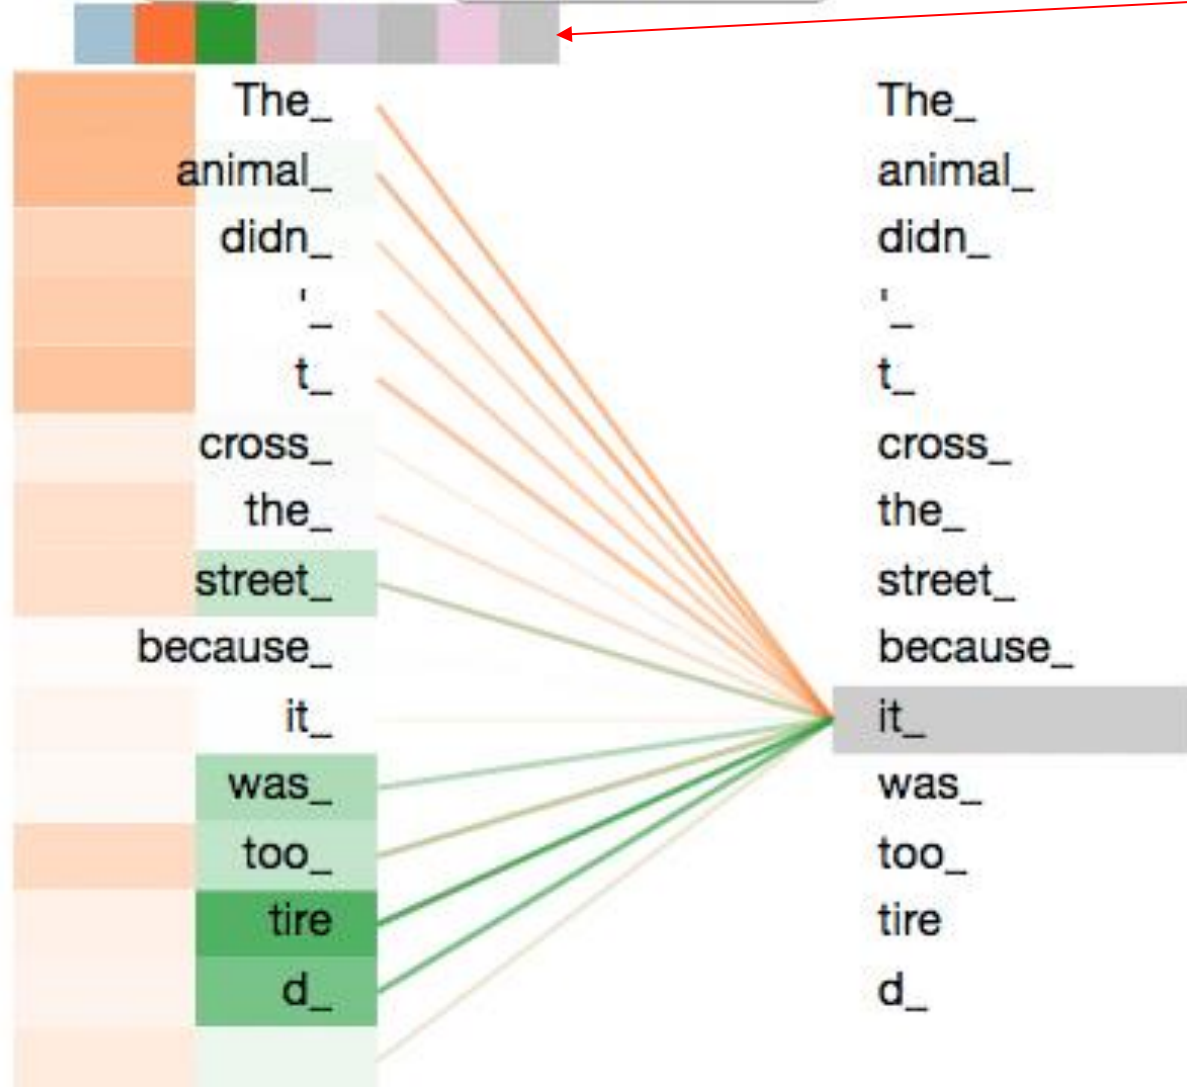 The_ The_
animal_ animal_
didn_ didn_
'_ '_
t_ t_
cross_ cross_
the_ the_
street_ street_
because_ because_
it_ it_
was_ was_
too_ too_
tire tire
d_ d_